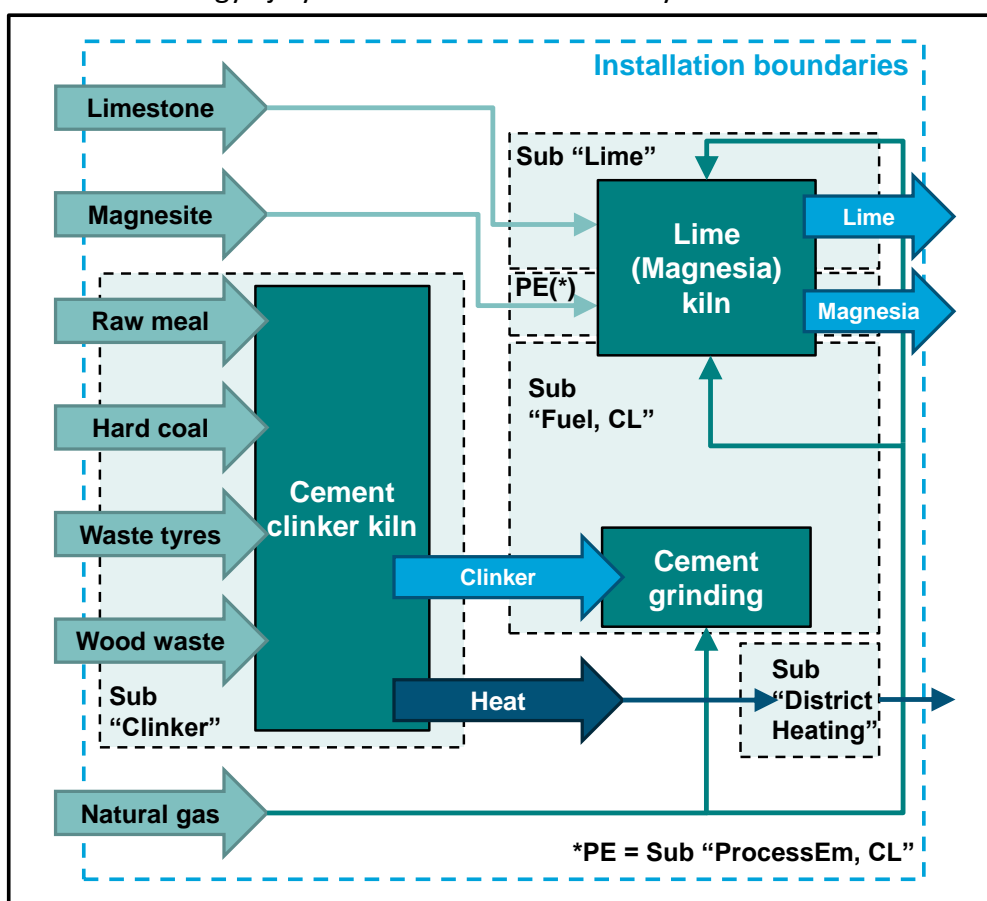 Installation boundaries
Limestone
Sub “Lime”
Magnesite
Lime
(Magnesia)
kiln
Lime
PE(*)
Magnesia
Raw meal
Hard coal
Sub
“Fuel, CL”
Waste tyres
Cement
clinker kiln
Clinker
Cement
grinding
Wood waste
Sub
“Clinker”
Heat
Sub
“District
Heating”
Natural gas
*PE = Sub “ProcessEm, CL”